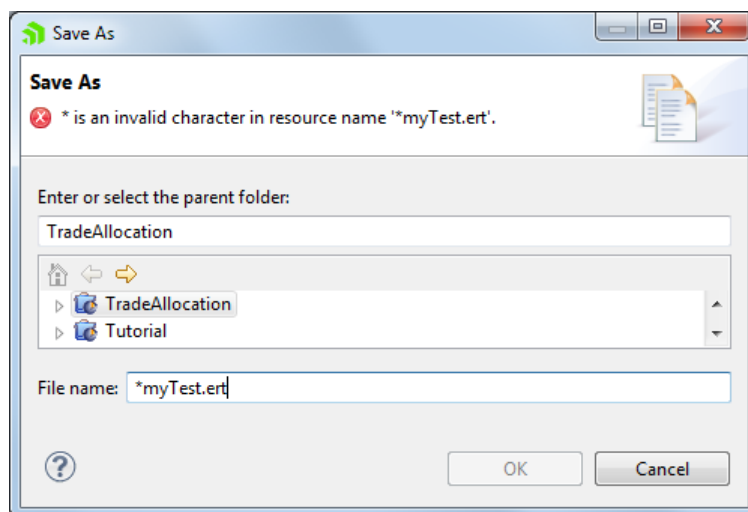 Save As
Save As
* is an invalid character in resource name '*myTest.ert'.
Enter or select the parent folder:
TradeAllocation
TradeAllocation
Tutorial
File name: *myTest.ert
? OK Cancel